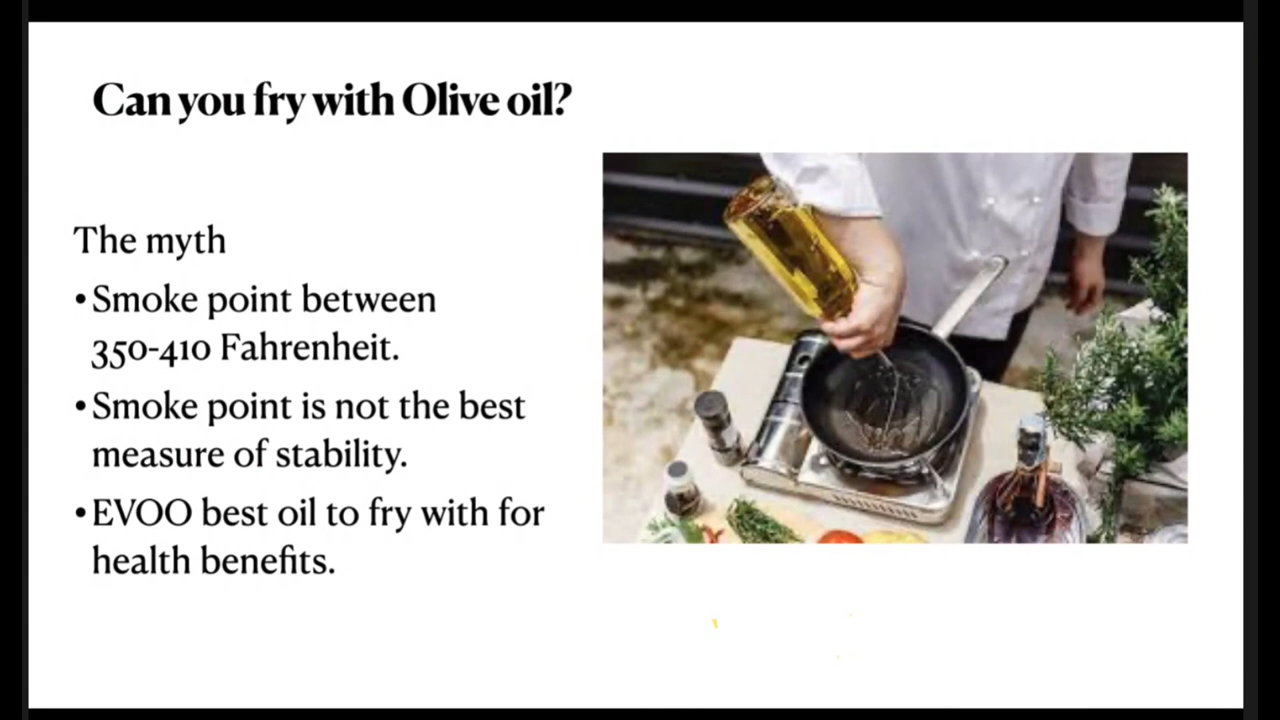 Can you fry with Olive oil?
The myth
•Smoke point between
350-410 Fahrenheit.
•Smoke point is not the best
measure of stability.
•EVOO best oil to fry with for
health benefits.